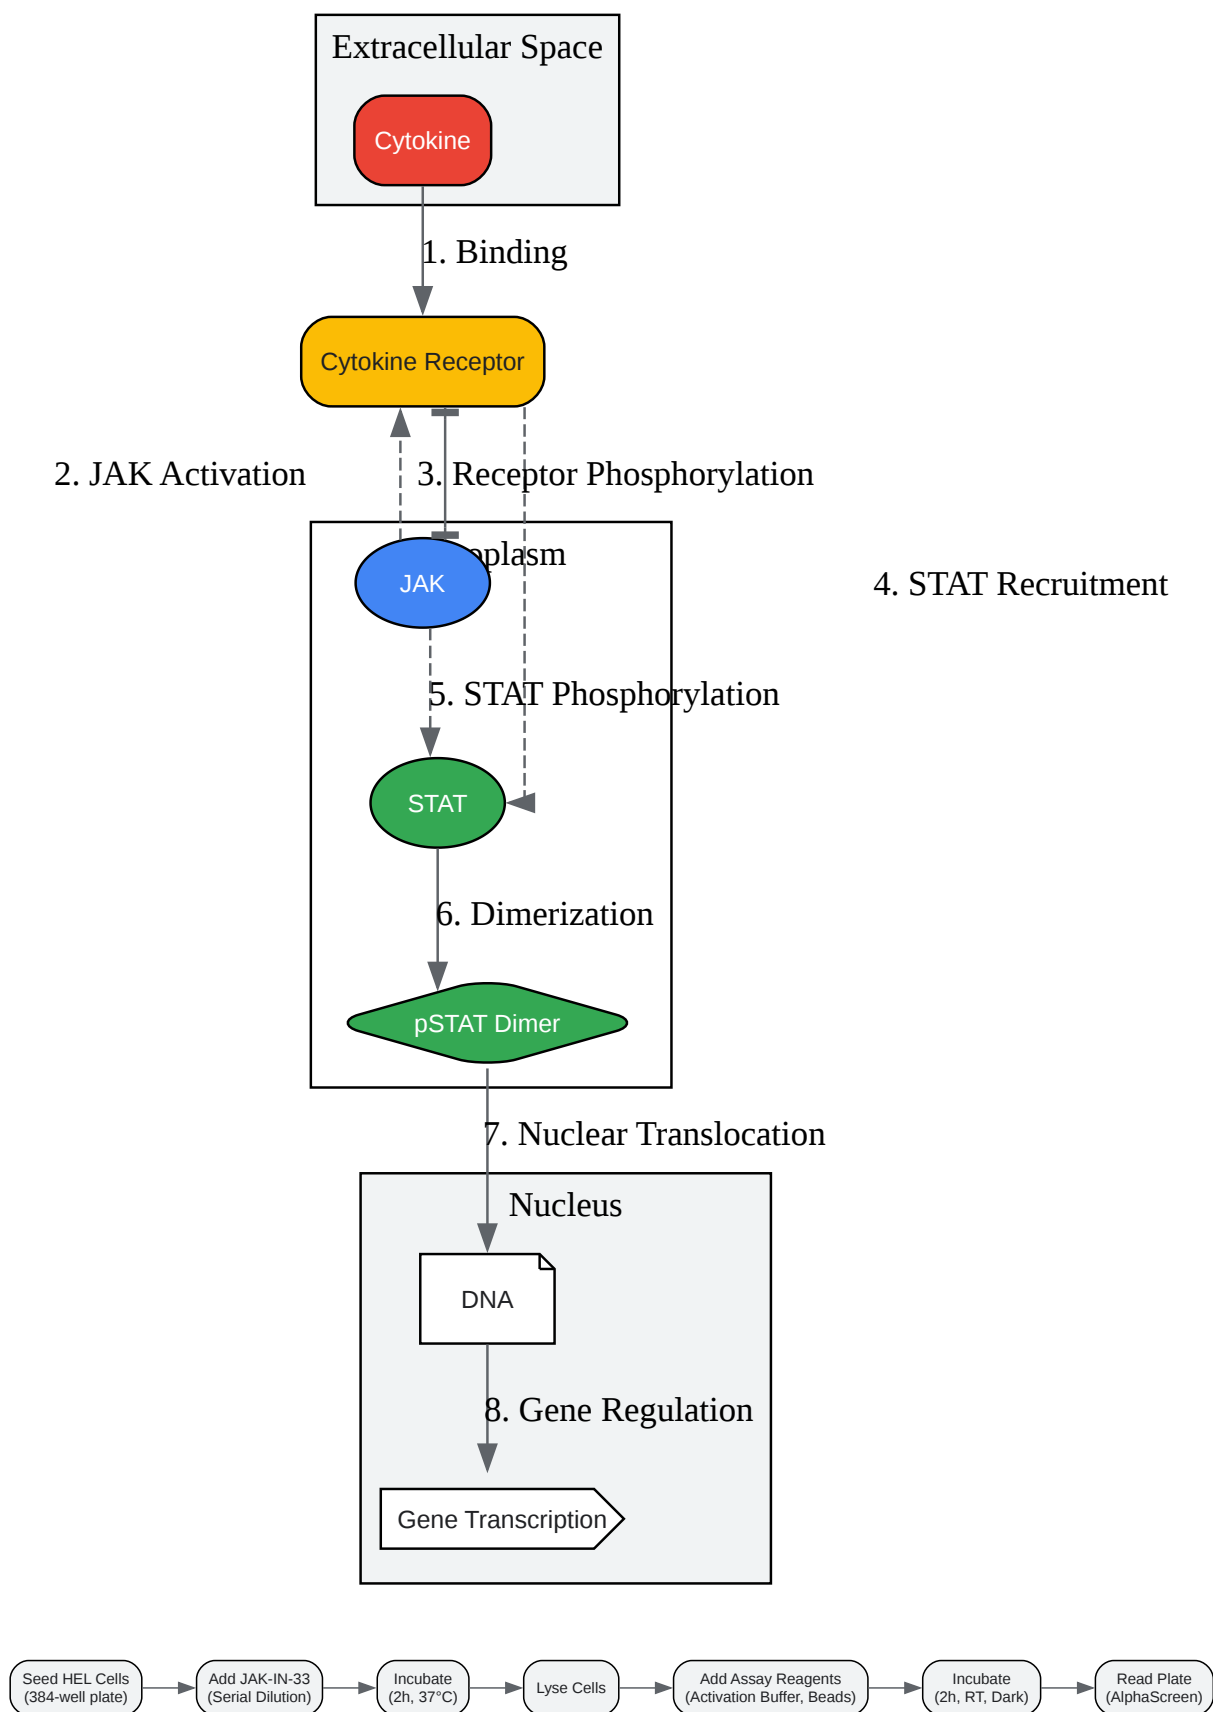 Extracellular Space
Cytokine
1. Binding
Cytokine Receptor
2. JAK Activation
3. Receptor Phosphorylation
oplasm
JAK
4. STAT Recruitment
5. STAT Phosphorylation
STAT
6. Dimerization
pSTAT Dimer
7. Nuclear Translocation
Nucleus
DNA
8. Gene Regulation
Gene Transcription
Seed HEL Cells
(384-well plate)
Add JAK-IN-33
(Serial Dilution)
Incubate
(2h, 37°C)
Lyse Cells
Add Assay Reagents
(Activation Buffer, Beads)
Incubate
(2h, RT, Dark)
Read Plate
(AlphaScreen)